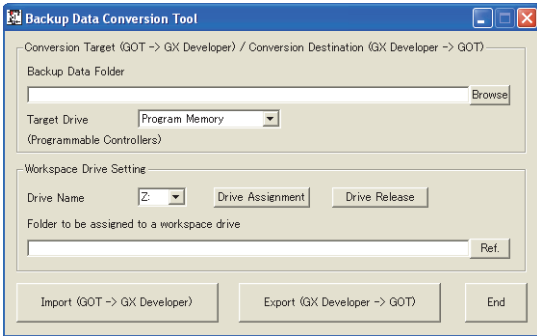 Backup Data Conversion Tool
Conversion Target (GOT -> GX Developer) / Conversion Destination (GX Developer -> GOT)
Backup Data Folder
Browse
Target Drive Program Memory
(Programmable Controllers)
Workspace Drive Setting
Drive Name Z: Drive Assignment Drive Release
Folder to be assigned to a workspace drive
Ref.
Import (GOT -> GX Developer) Export (GX Developer -> GOT) End